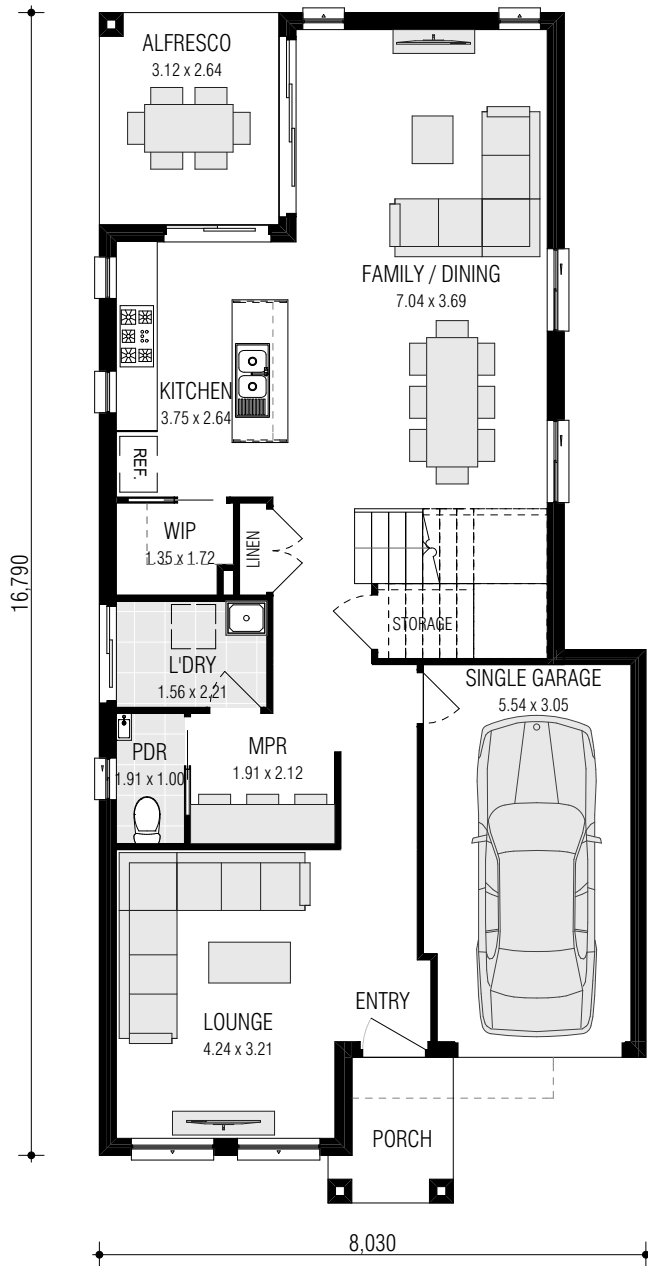 ALFRESCO
3.12 x 2.64
FAMILY / DINING
7.04 x 3.69
KITCHEN
3.75 x 2.64
REF.
WIP
1.35 x 1.72
LINEN
16,790
STORAGE
L'DRY
1.56 x 2.21
SINGLE GARAGE
5.54 x 3.05
PDR
1.91 x 1.00
MPR
1.91 x 2.12
ENTRY
LOUNGE
4.24 x 3.21
PORCH
8,030